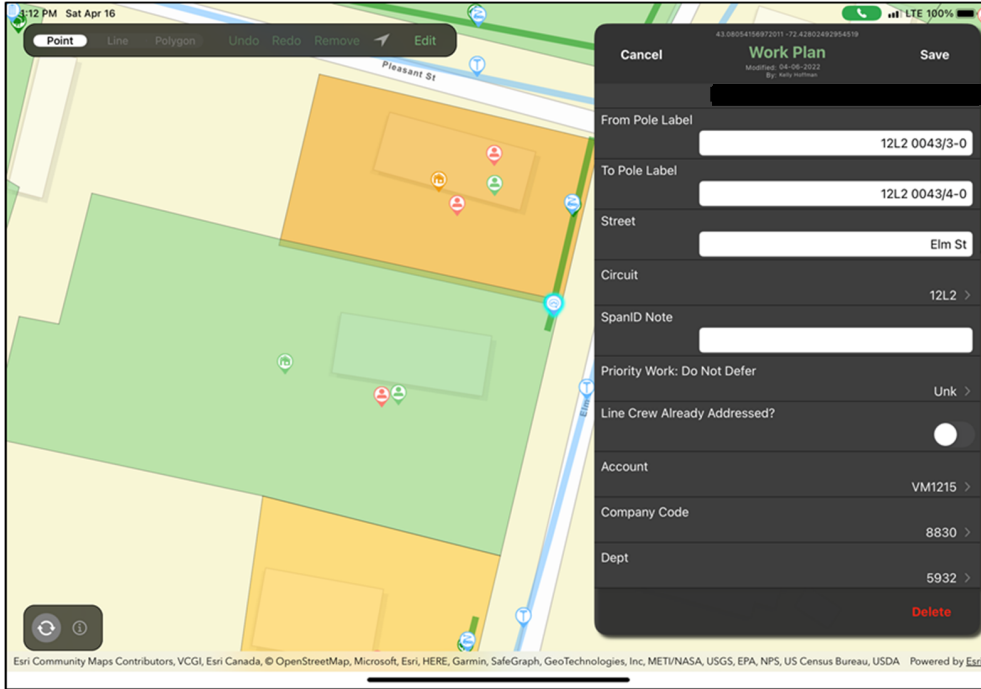 1:12 PM Sat Apr 16
LTE 100%
Point Line Polygon Undo Redo Remove Edit
Pleasant St
Elm
43.08054156972011 -72.42802492954519
Cancel Work Plan Save
Modified: 04-06-2022
By: Kelly Hoffman
From Pole Label
12L2 0043/3-0
To Pole Label
12L2 0043/4-0
Street
Elm St
Circuit
12L2 >
SpanID Note
Priority Work: Do Not Defer
Unk >
Line Crew Already Addressed?
Account
VM1215 >
Company Code
8830 >
Dept
5932 >
Delete
Esri Community Maps Contributors, VCGI, Esri Canada, © OpenStreetMap, Microsoft, Esri, HERE, Garmin, SafeGraph, GeoTechnologies, Inc, METI/NASA, USGS, EPA, NPS, US Census Bureau, USDA Powered by Esri